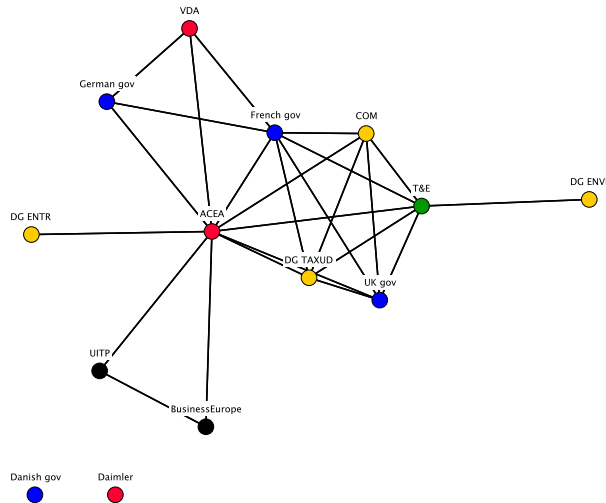 VDA
German gov
French gov
COM
T&E
DG ENV
DG ENTR
ACEA
DG TAXUD
UK gov
UITP
BusinessEurope
Danish gov
Daimler